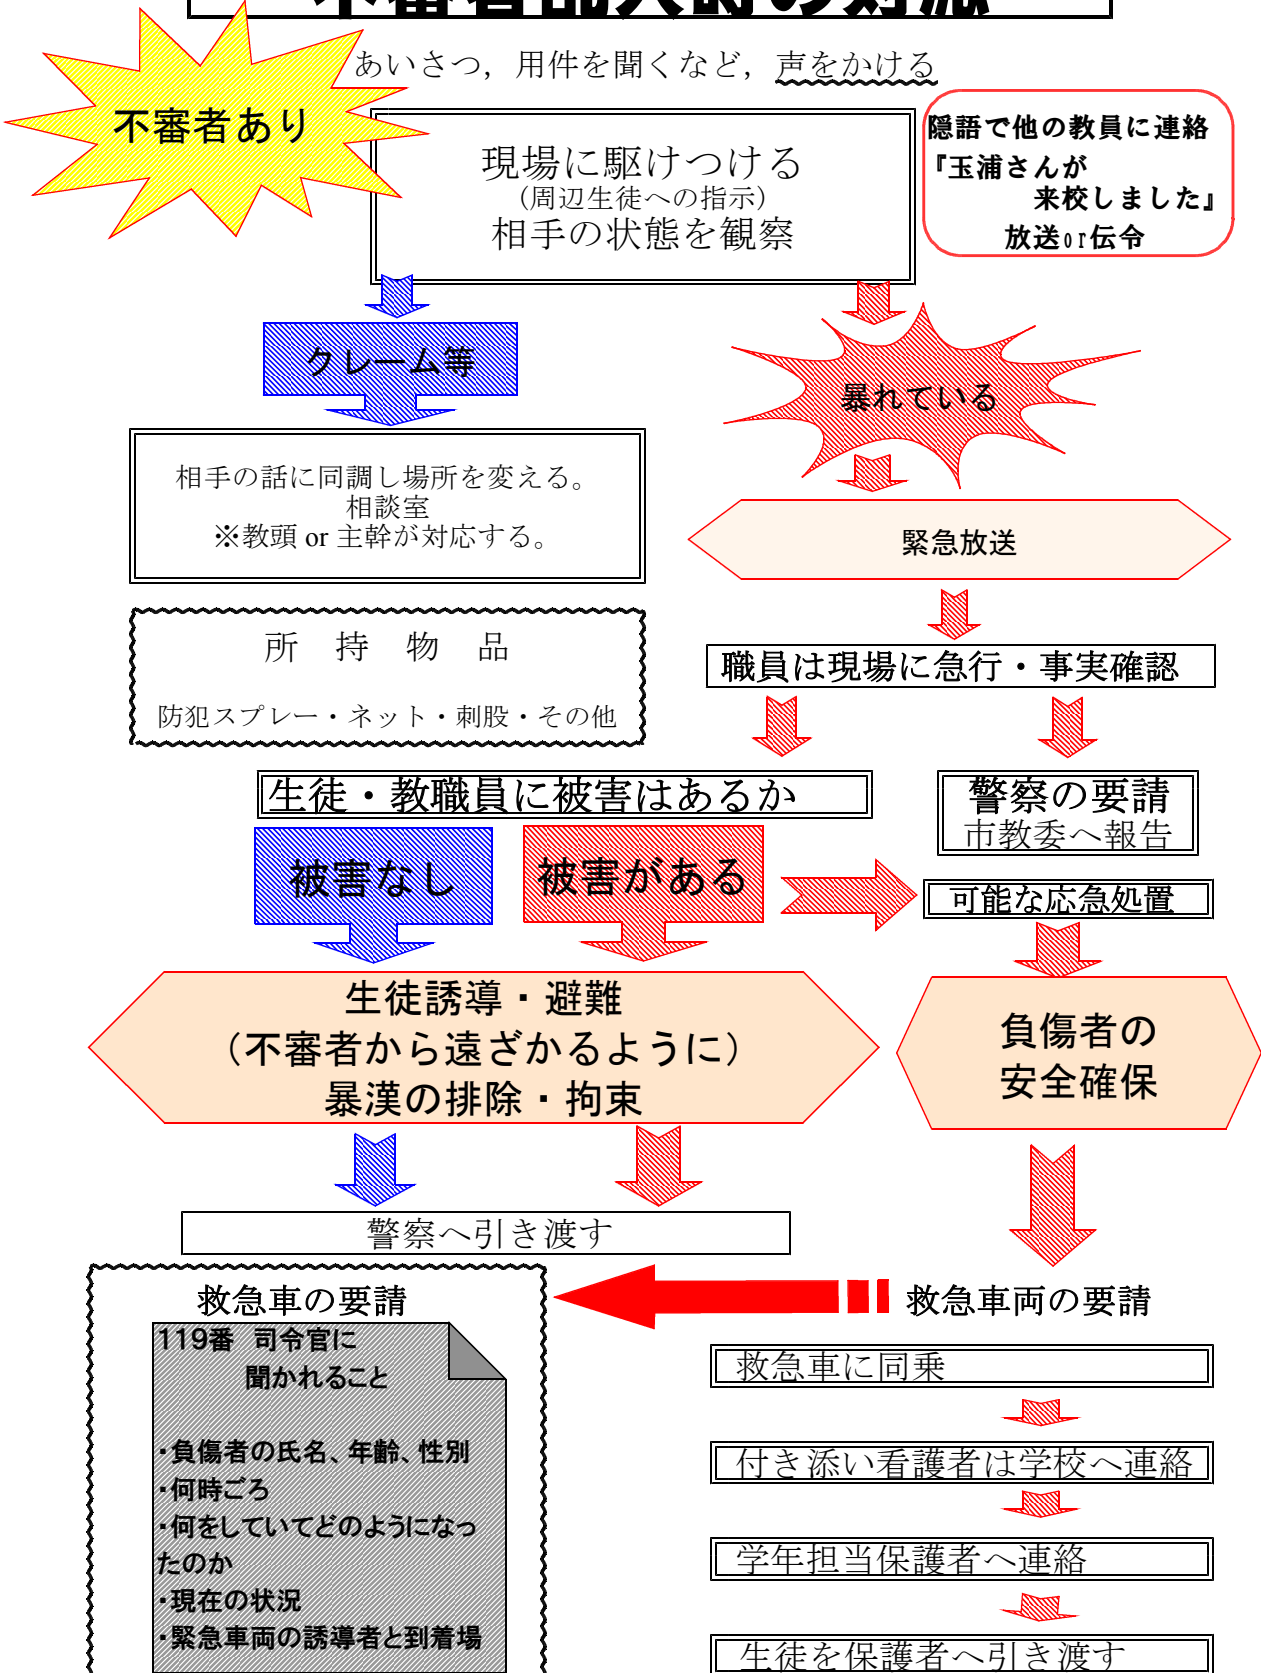 不審者乱入時の対応
あいさつ，用件を聞くなど，声をかける
不審者あり
現場に駆けつける
（周辺生徒への指示）
相手の状態を観察
隠語で他の教員に連絡
『玉浦さんが
来校しました』
放送or伝令
クレーム等
暴れている
相手の話に同調し場所を変える。
相談室
※教頭 or 主幹が対応する。
緊急放送
所　持　物　品
防犯スプレー・ネット・刺股・その他
職員は現場に急行・事実確認
生徒・教職員に被害はあるか
警察の要請
市教委へ報告
被害なし
被害がある
可能な応急処置
生徒誘導・避難
（不審者から遠ざかるように）
暴漢の排除・拘束
負傷者の
安全確保
警察へ引き渡す
救急車の要請
119番　司令官に
聞かれること
・負傷者の氏名、年齢、性別
・何時ごろ
・何をしていてどのようになっ
たのか
・現在の状況
・緊急車両の誘導者と到着場
救急車両の要請
救急車に同乗
付き添い看護者は学校へ連絡
学年担当保護者へ連絡
生徒を保護者へ引き渡す